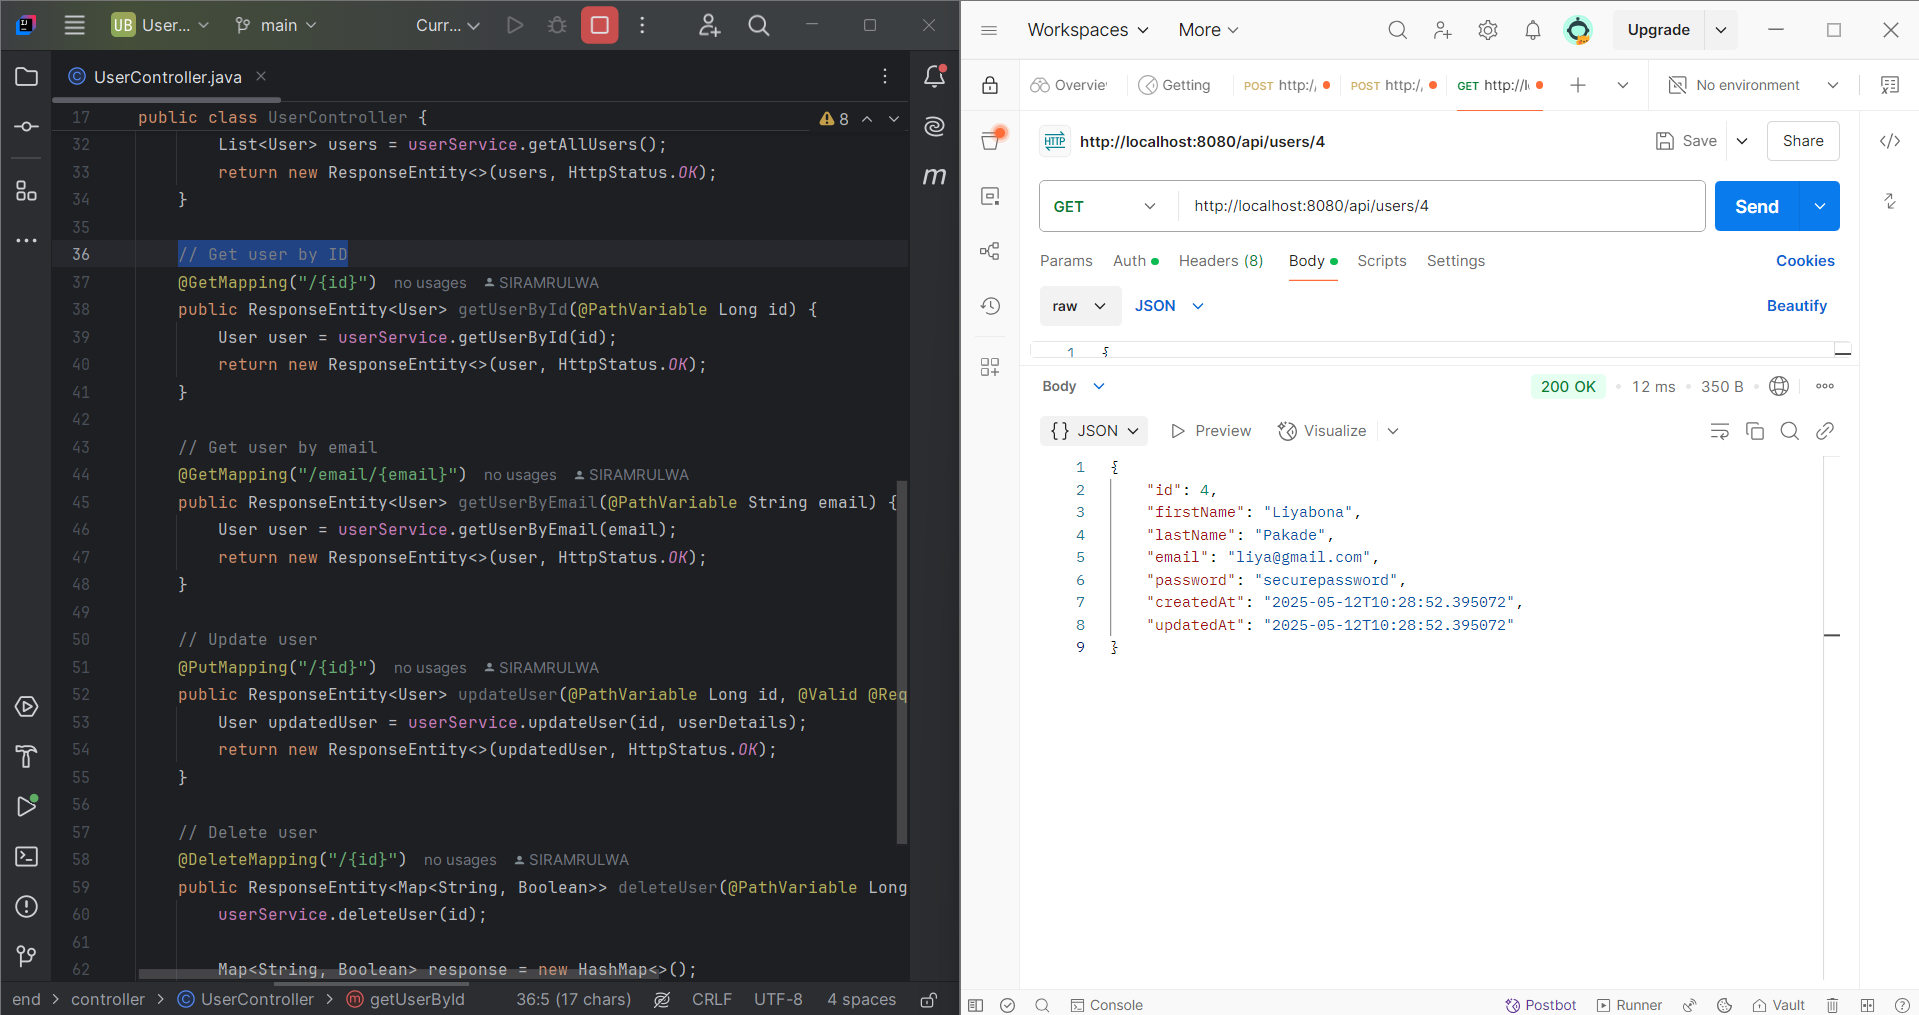 UB User...
main
Curr...
UserController.java
17 public class UserController {
8
32 List<User> users = userService.getAllUsers();
33 return new ResponseEntity<>(users, HttpStatus.OK);
34 }
35
36 // Get user by ID
37 @GetMapping("/{id}") no usages SIRAMRULWA
38 public ResponseEntity<User> getUserById(@PathVariable Long id) {
39 User user = userService.getUserById(id);
40 return new ResponseEntity<>(user, HttpStatus.OK);
41 }
42
43 // Get user by email
44 @GetMapping("/email/{email}") no usages SIRAMRULWA
45 public ResponseEntity<User> getUserByEmail(@PathVariable String email) {
46 User user = userService.getUserByEmail(email);
47 return new ResponseEntity<>(user, HttpStatus.OK);
48 }
49
50 // Update user
51 @PutMapping("/{id}") no usages SIRAMRULWA
52 public ResponseEntity<User> updateUser(@PathVariable Long id, @Valid @Req
53 User updatedUser = userService.updateUser(id, userDetails);
54 return new ResponseEntity<>(updatedUser, HttpStatus.OK);
55 }
56
57 // Delete user
58 @DeleteMapping("/{id}") no usages SIRAMRULWA
59 public ResponseEntity<Map<String, Boolean>> deleteUser(@PathVariable Long
60 userService.deleteUser(id);
61
62 Map<String, Boolean> response = new HashMap<>();
m
end > controller > UserController > getUserById 36:5 (17 chars) CRLF UTF-8 4 spaces
Workspaces More Upgrade
Overvie Getting POST http:/ POST http:/ GET http://l No environment
HTTP http://localhost:8080/api/users/4 Save Share
GET http://localhost:8080/api/users/4 Send
Params Auth Headers (8) Body Scripts Settings Cookies
raw JSON Beautify
1 {
Body 200 OK 12 ms 350 B
{} JSON Preview Visualize
1 {
2 "id": 4,
3 "firstName": "Liyabona",
4 "lastName": "Pakade",
5 "email": "liya@gmail.com",
6 "password": "securepassword",
7 "createdAt": "2025-05-12T10:28:52.395072",
8 "updatedAt": "2025-05-12T10:28:52.395072"
9 }
Console Postbot Runner Vault